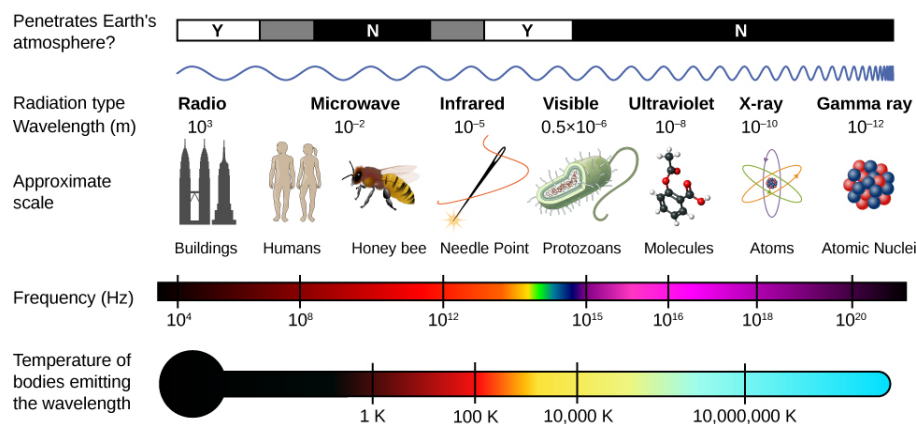 Penetrates Earth's
atmosphere?
Y N Y N
Radiation type Radio Microwave Infrared Visible Ultraviolet X-ray Gamma ray
Wavelength (m) 10³ 10⁻² 10⁻⁵ 0.5×10⁻⁶ 10⁻⁸ 10⁻¹⁰ 10⁻¹²
Approximate
scale
Buildings Humans Honey bee Needle Point Protozoans Molecules Atoms Atomic Nuclei
Frequency (Hz)
10⁴ 10⁸ 10¹² 10¹⁵ 10¹⁶ 10¹⁸ 10²⁰
Temperature of
bodies emitting
the wavelength
1 K 100 K 10,000 K 10,000,000 K